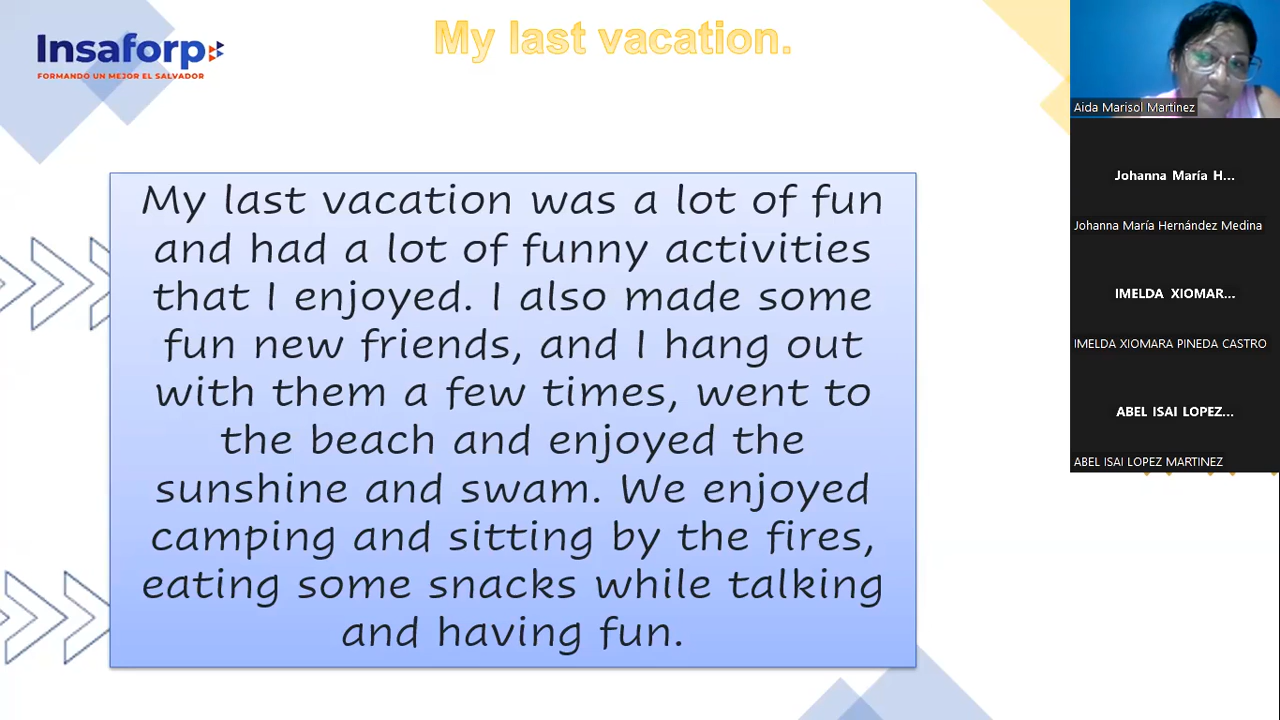 Insaforp
FORMANDO UN MEJOR EL SALVADOR
My last vacation.
My last vacation was a lot of fun
and had a lot of funny activities
that I enjoyed. I also made some
fun new friends, and I hang out
with them a few times, went to
the beach and enjoyed the
sunshine and swam. We enjoyed
camping and sitting by the fires,
eating some snacks while talking
and having fun.
Aida Marisol Martinez
Johanna María H...
Johanna María Hernández Medina
IMELDA XIOMAR...
IMELDA XIOMARA PINEDA CASTRO
ABEL ISAI LOPEZ...
ABEL ISAI LOPEZ MARTINEZ